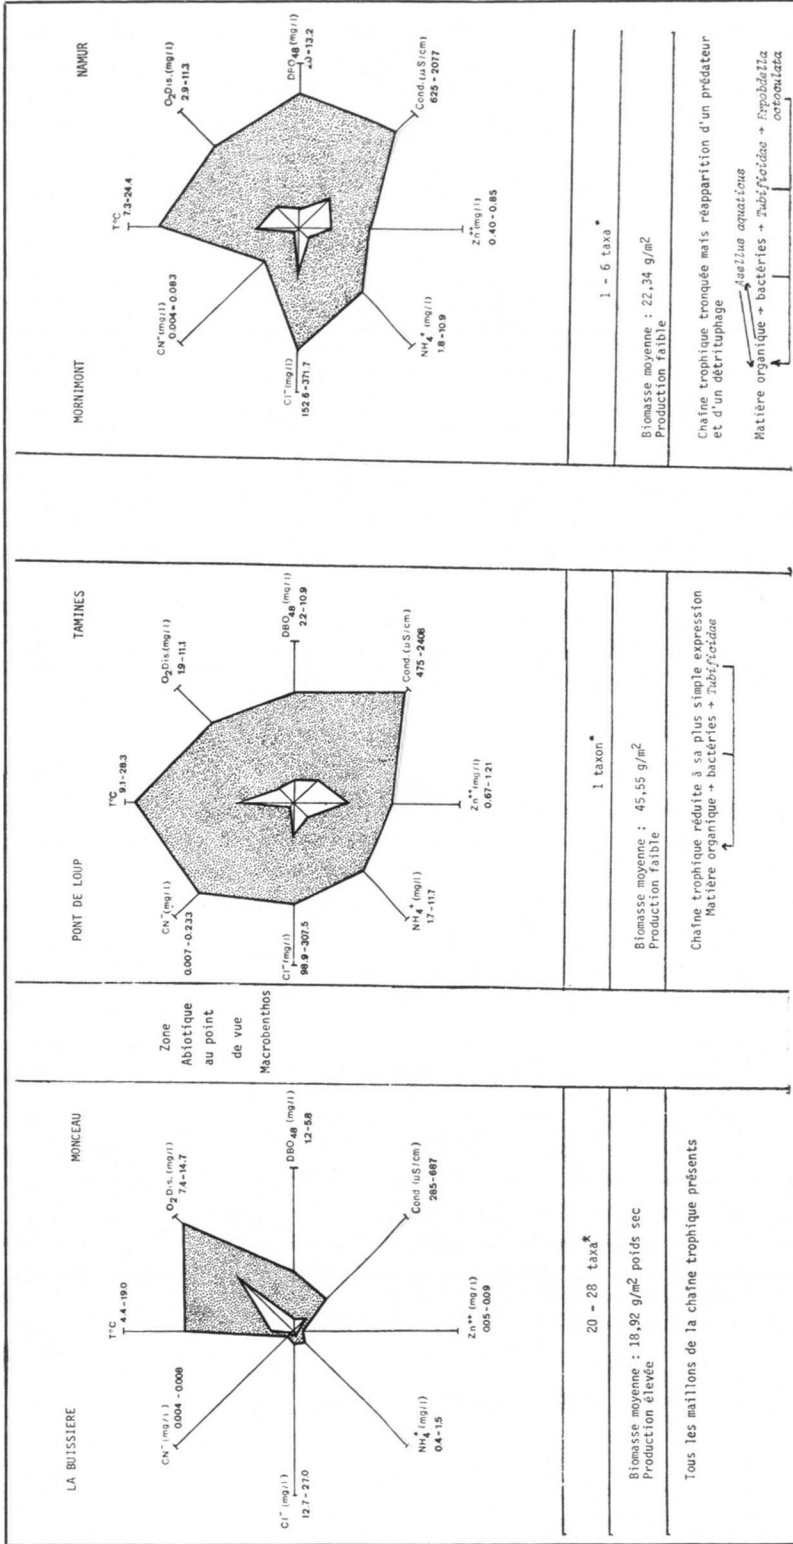 LA BUISSIERE MONCEAU
T°C
4.4-19.0
O₂Dis. (mg/l)
7.4-14.7
DBO₄₈ (mg/l)
1.2-5.8
Cond (uS/cm)
285-687
Zn⁺⁺ (mg/l)
0.05-0.09
NH₄⁺ (mg/l)
0.4-1.5
Cl⁻ (mg/l)
12.7-27.0
CN⁻ (mg/l)
0.004-0.008
20 - 28 taxa*
Biomasse moyenne : 18,92 g/m² poids sec
Production élevée
Tous les maillons de la chaîne trophique présents
Zone
Abiotique
au point
de vue
Macrobenthos
PONT DE LOUP TAMINES
T°C
9.1-28.3
O₂Dis.(mg/l)
1.9-11.1
DBO₄₈ (mg/l)
2.2-10.9
Cond.(uS/cm)
475-2408
Zn⁺⁺(mg/l)
0.67-1.21
NH₄⁺ (mg/l)
1.7-11.7
Cl⁻(mg/l)
98.9-307.5
CN⁻(mg/l)
0.007-0.233
1 taxon*
Biomasse moyenne : 45,55 g/m²
Production faible
Chaîne trophique réduite à sa plus simple expression
Matière organique → bactéries → Tubificidae
MORNIMONT NAMUR
T°C
7.3-24.4
O₂Dis.(mg/l)
2.9-11.3
DBO₄₈(mg/l)
-13.2
Cond.(uS/cm)
625-2077
Zn⁺⁺(mg/l)
0.40-0.85
NH₄⁺ (mg/l)
1.8-10.9
Cl⁻(mg/l)
152.6-371.7
CN⁻(mg/l)
0.004-0.083
1 - 6 taxa*
Biomasse moyenne : 22,34 g/m²
Production faible
Chaîne trophique tronquée mais réapparition d'un prédateur
et d'un détrituphage
Asellus aquaticus
Matière organique → bactéries → Tubificidae → Erpobdella
octoculata